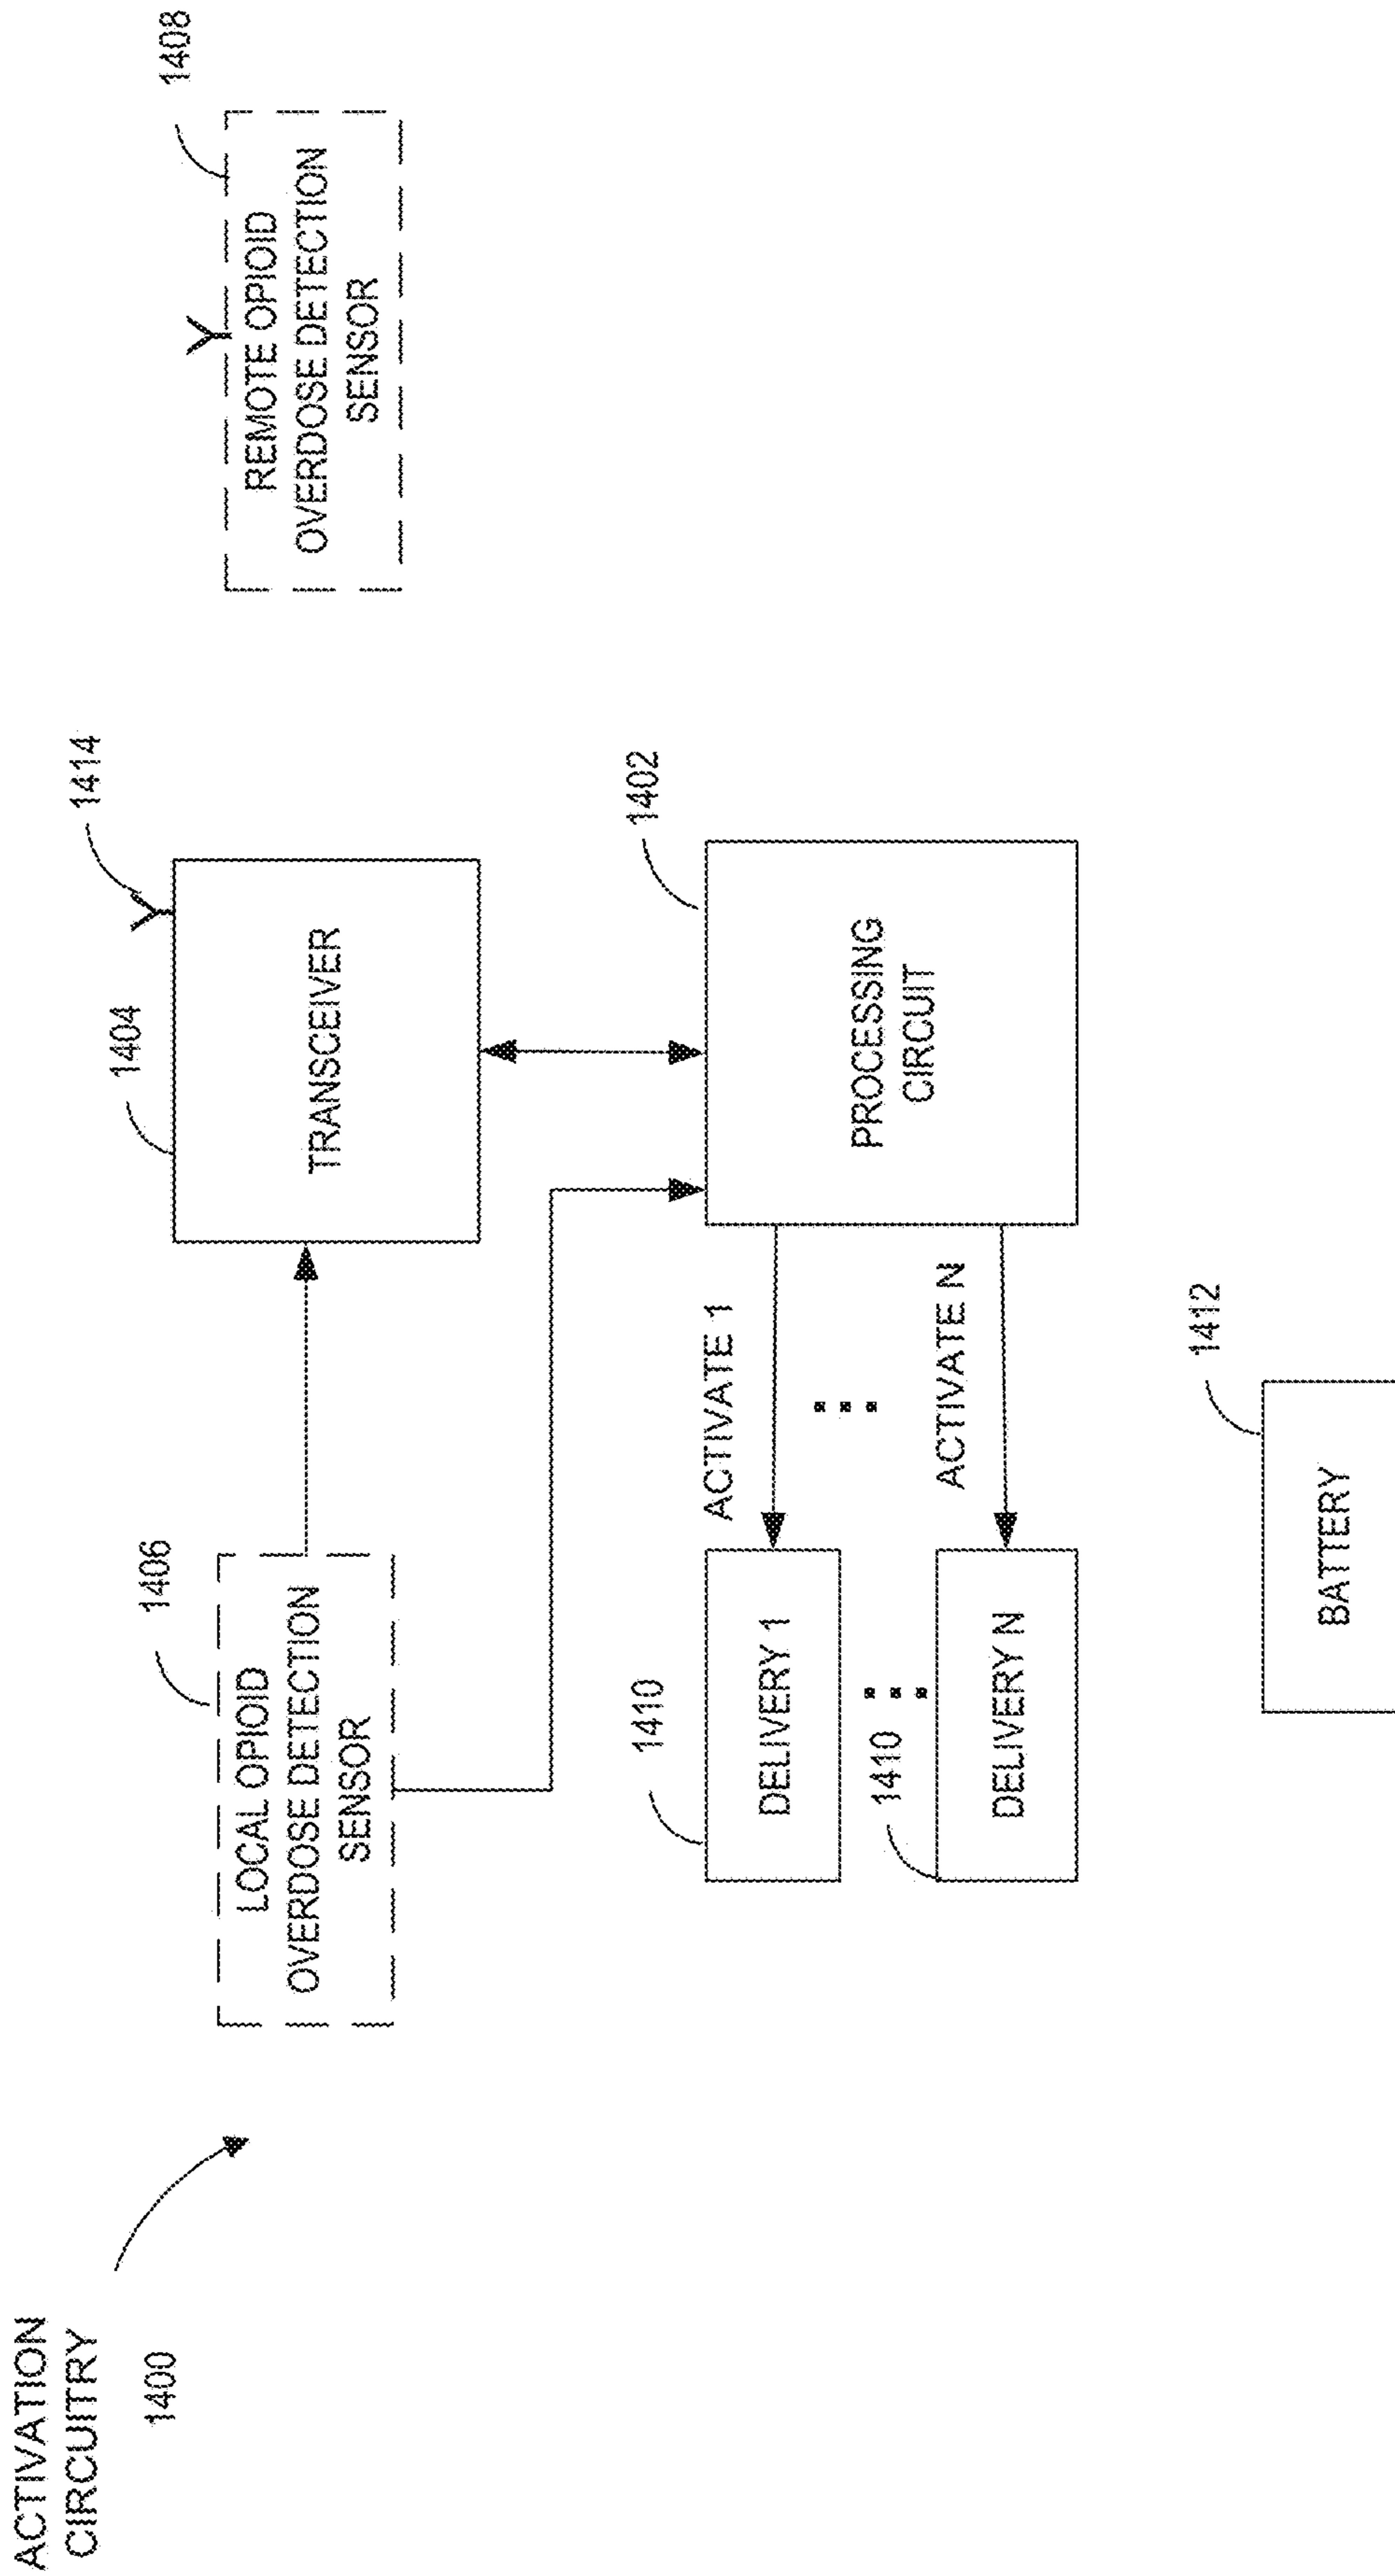 ACTIVATION
CIRCUITRY
1400
1406
LOCAL OPIOID
OVERDOSE DETECTION
SENSOR
1404
1414
TRANSCEIVER
1408
REMOTE OPIOID
OVERDOSE DETECTION
SENSOR
1410
DELIVERY 1
ACTIVATE 1
1402
PROCESSING
CIRCUIT
1410
DELIVERY N
ACTIVATE N
1412
BATTERY